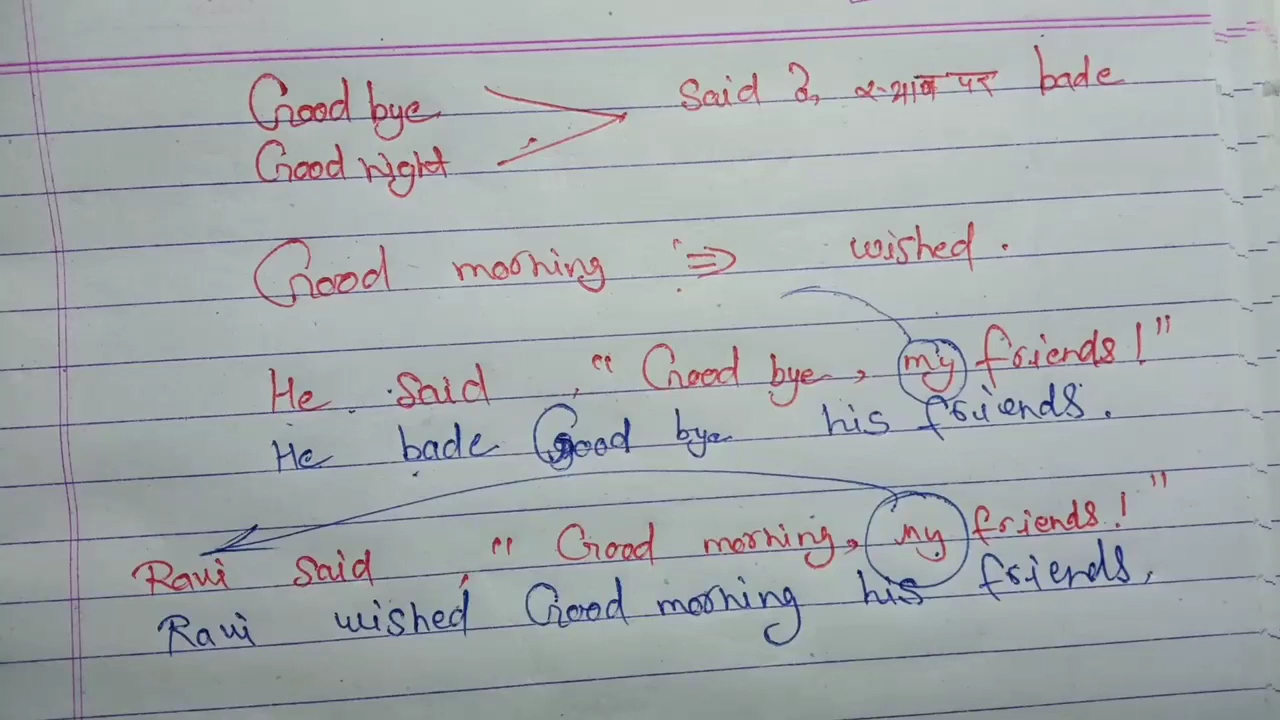 Good bye
Said के स्थान पर bade
Good night
Good morning ⇒ wished.
He said, "Good bye, my friends!"
He bade Good bye his friends.
Ravi said, "Good morning, my friends!"
Ravi wished Good morning his friends.